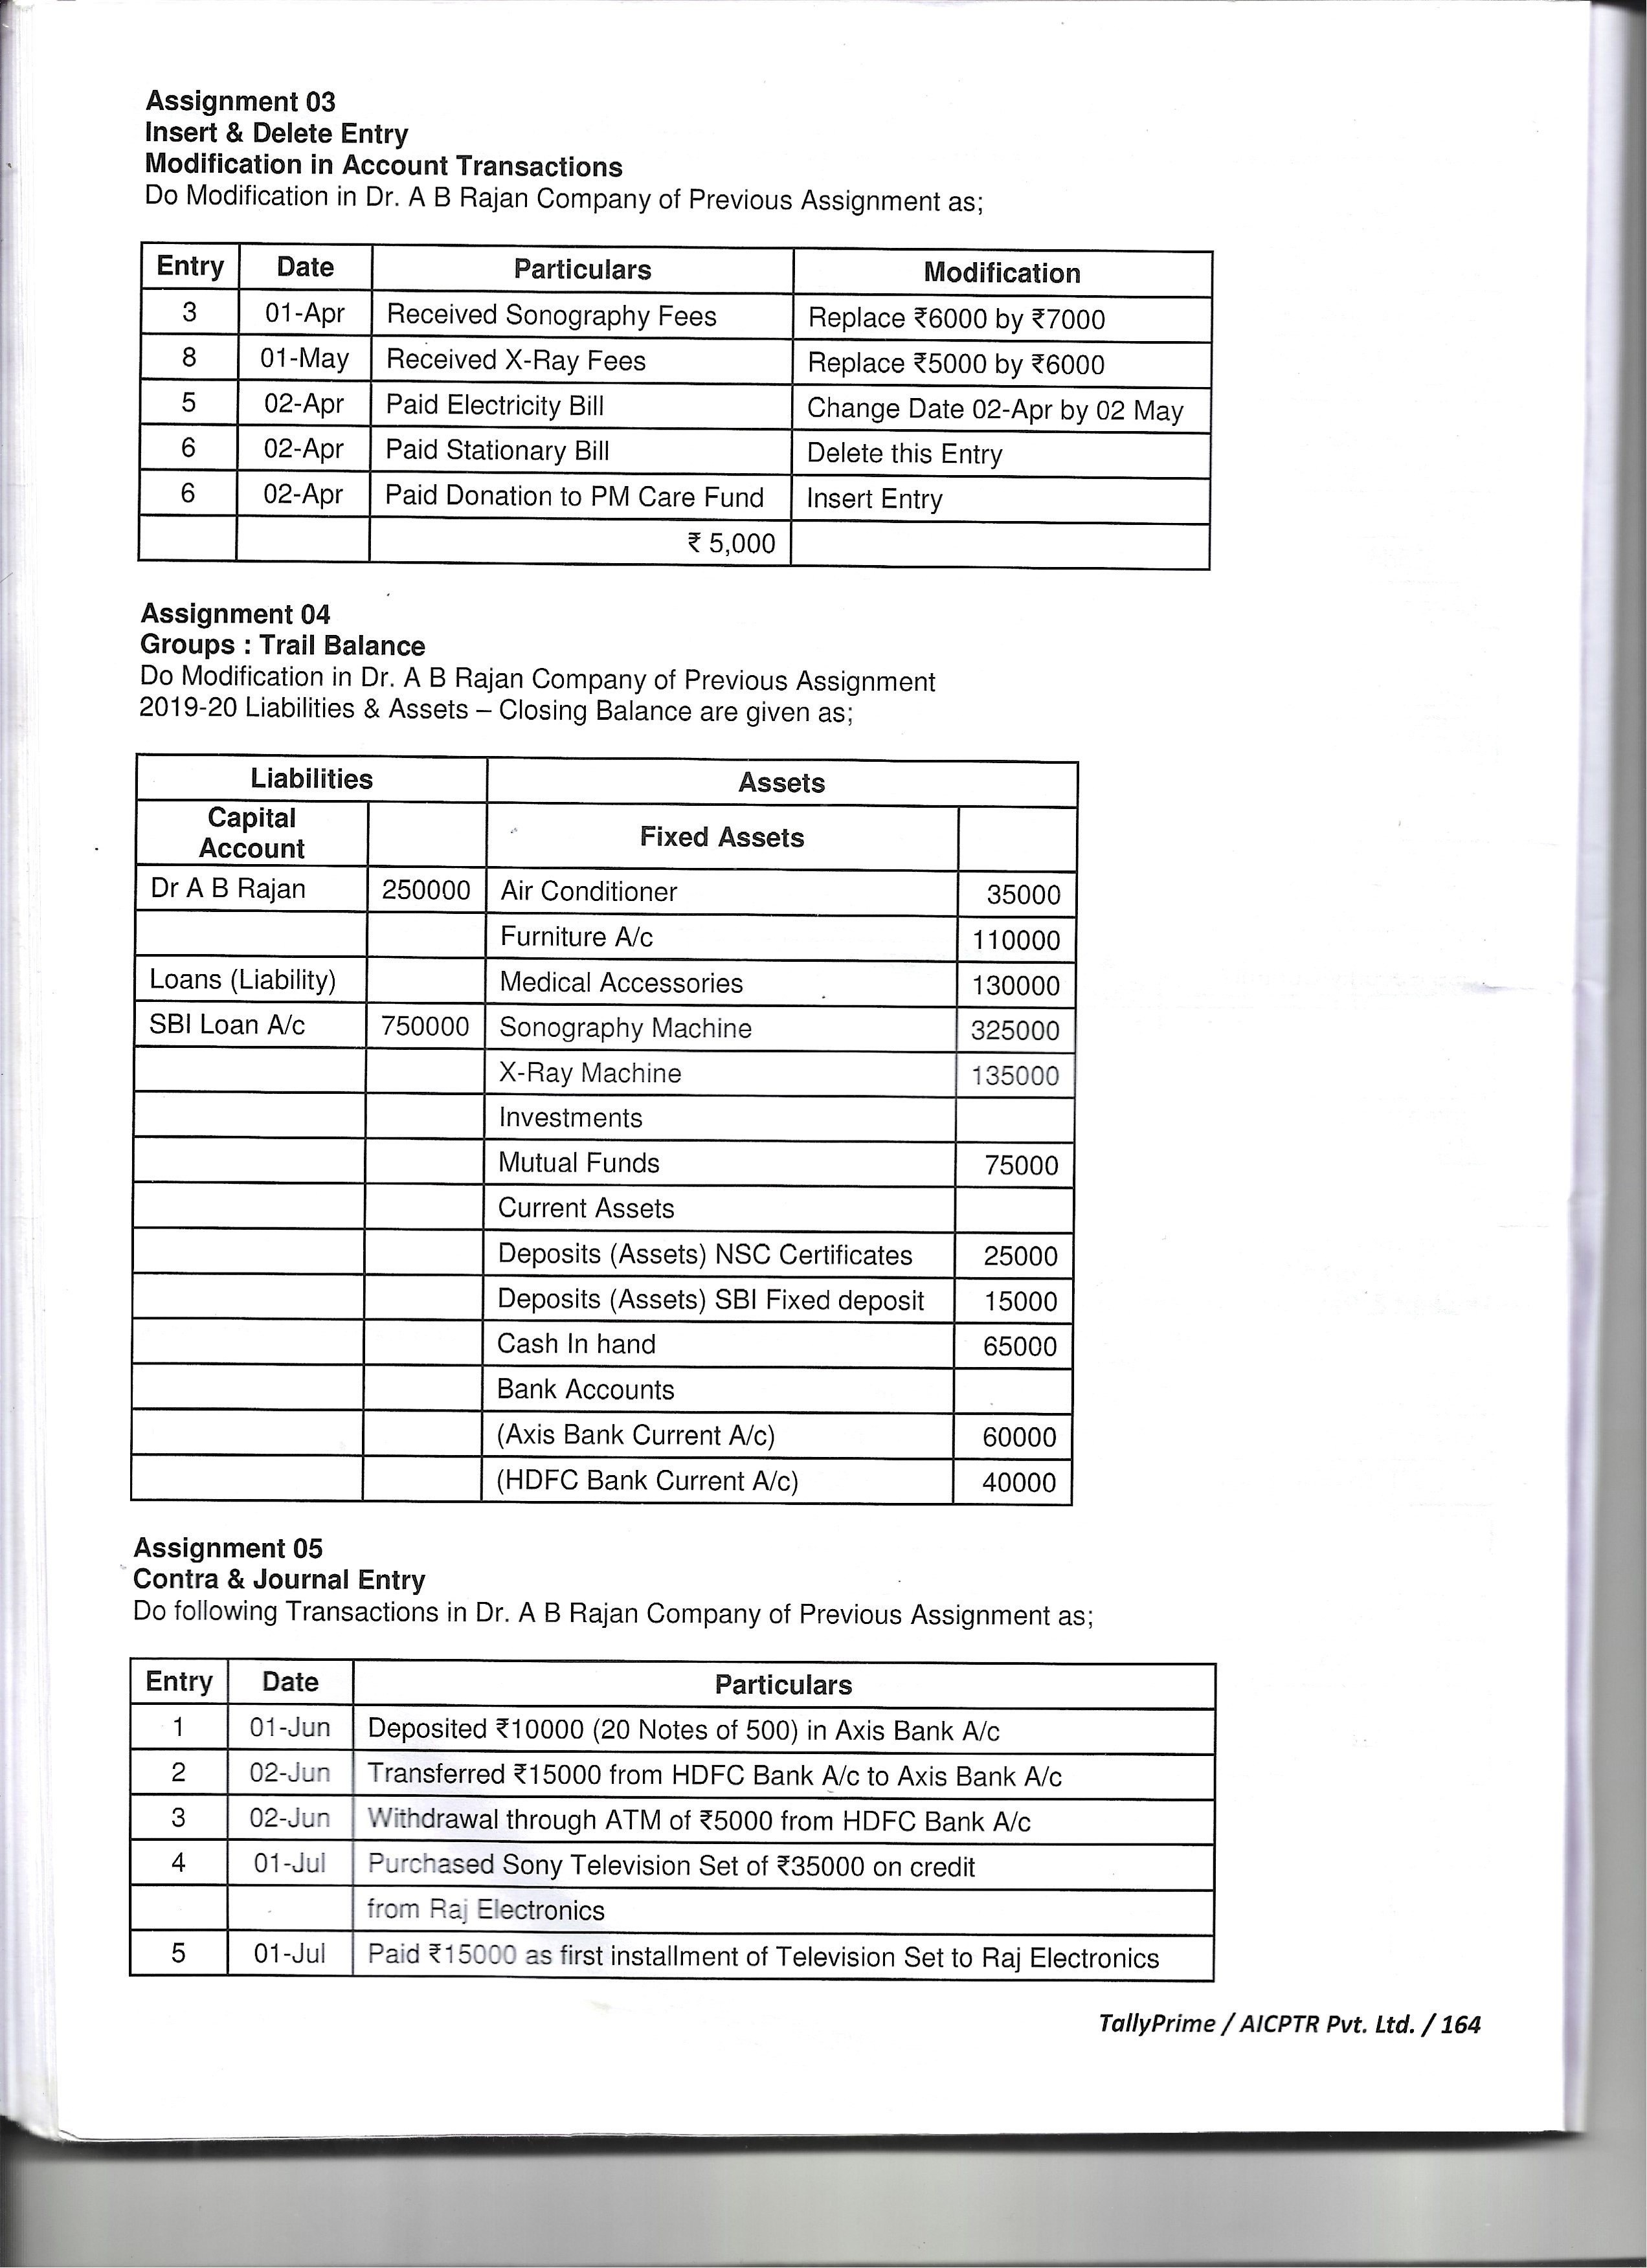 Assignment 03
Insert & Delete Entry
Modification in Account Transactions
Do Modification in Dr. A B Rajan Company of Previous Assignment as;
Entry Date Particulars Modification
3 01-Apr Received Sonography Fees Replace ₹6000 by ₹7000
8 01-May Received X-Ray Fees Replace ₹5000 by ₹6000
5 02-Apr Paid Electricity Bill Change Date 02-Apr by 02 May
6 02-Apr Paid Stationary Bill Delete this Entry
6 02-Apr Paid Donation to PM Care Fund Insert Entry
₹ 5,000
Assignment 04
Groups : Trail Balance
Do Modification in Dr. A B Rajan Company of Previous Assignment
2019-20 Liabilities & Assets – Closing Balance are given as;
Liabilities Assets
Capital
Account Fixed Assets
Dr A B Rajan 250000 Air Conditioner 35000
Furniture A/c 110000
Loans (Liability) Medical Accessories 130000
SBI Loan A/c 750000 Sonography Machine 325000
X-Ray Machine 135000
Investments
Mutual Funds 75000
Current Assets
Deposits (Assets) NSC Certificates 25000
Deposits (Assets) SBI Fixed deposit 15000
Cash In hand 65000
Bank Accounts
(Axis Bank Current A/c) 60000
(HDFC Bank Current A/c) 40000
Assignment 05
Contra & Journal Entry
Do following Transactions in Dr. A B Rajan Company of Previous Assignment as;
Entry Date Particulars
1 01-Jun Deposited ₹10000 (20 Notes of 500) in Axis Bank A/c
2 02-Jun Transferred ₹15000 from HDFC Bank A/c to Axis Bank A/c
3 02-Jun Withdrawal through ATM of ₹5000 from HDFC Bank A/c
4 01-Jul Purchased Sony Television Set of ₹35000 on credit
from Raj Electronics
5 01-Jul Paid ₹15000 as first installment of Television Set to Raj Electronics
TallyPrime / AICPTR Pvt. Ltd. / 164